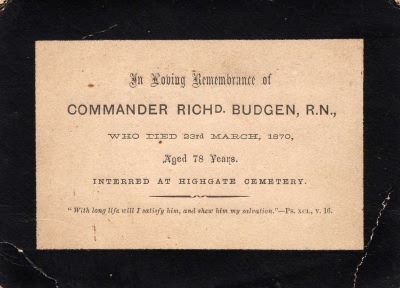 In Loving Remembrance of
COMMANDER RICHD. BUDGEN, R.N.,
WHO DIED 23rd MARCH, 1870,
Aged 78 Years.
INTERRED AT HIGHGATE CEMETERY.
"With long life will I satisfy him, and shew him my salvation."—Ps. XCI., v. 16.